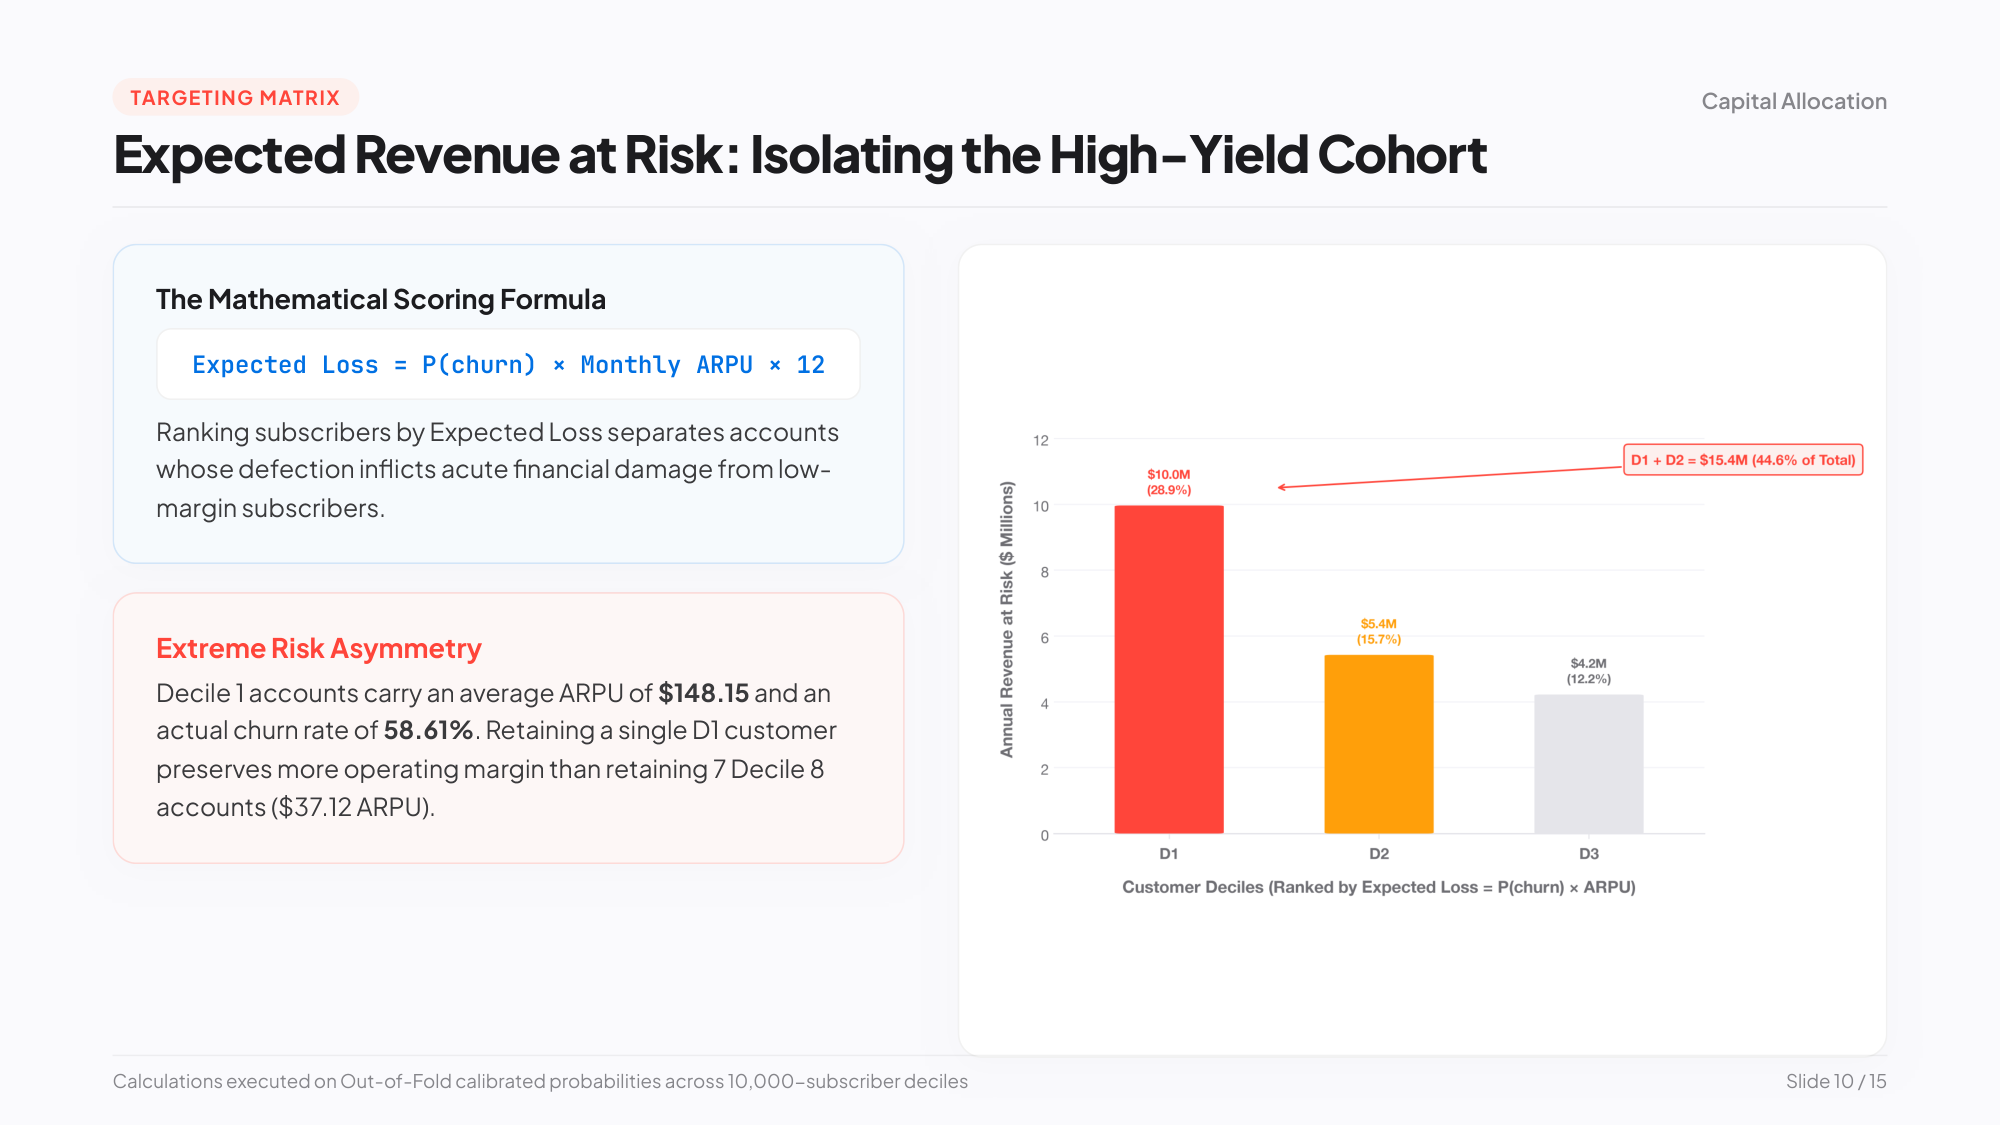 TARGETING MATRIX
Capital Allocation
Expected Revenue at Risk: Isolating the High-Yield Cohort
The Mathematical Scoring Formula
Expected Loss = P(churn) × Monthly ARPU × 12
Ranking subscribers by Expected Loss separates accounts
whose defection inflicts acute financial damage from low-
margin subscribers.
Extreme Risk Asymmetry
Decile 1 accounts carry an average ARPU of $148.15 and an
actual churn rate of 58.61%. Retaining a single D1 customer
preserves more operating margin than retaining 7 Decile 8
accounts ($37.12 ARPU).
Annual Revenue at Risk ($ Millions)
12
10
8
6
4
2
0
$10.0M
(28.9%)
$5.4M
(15.7%)
$4.2M
(12.2%)
D1 + D2 = $15.4M (44.6% of Total)
D1
D2
D3
Customer Deciles (Ranked by Expected Loss = P(churn) × ARPU)
Calculations executed on Out-of-Fold calibrated probabilities across 10,000-subscriber deciles
Slide 10 / 15